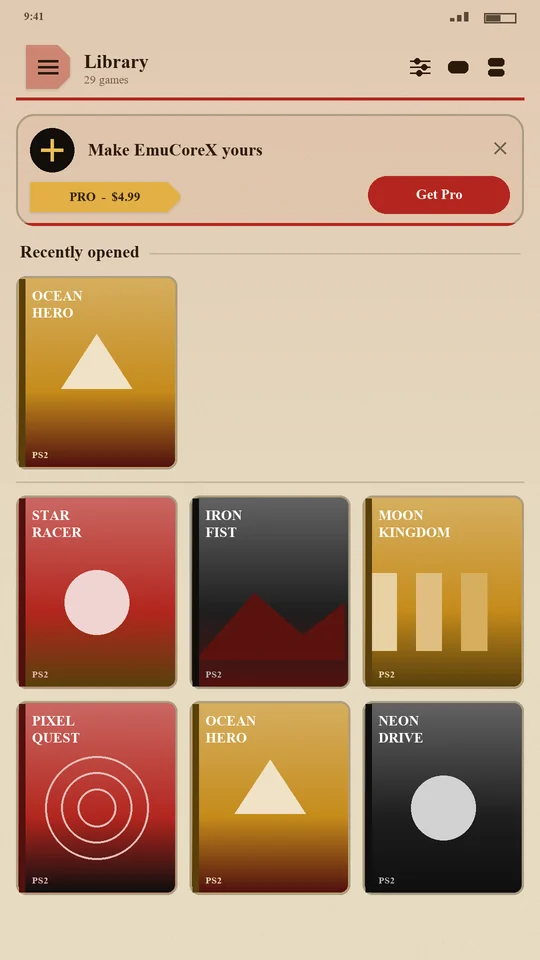 9:41
Library
29 games
Make EmuCoreX yours
PRO - $4.99
Get Pro
Recently opened
OCEAN
HERO
PS2
STAR
RACER
PS2
IRON
FIST
PS2
MOON
KINGDOM
PS2
PIXEL
QUEST
PS2
OCEAN
HERO
PS2
NEON
DRIVE
PS2